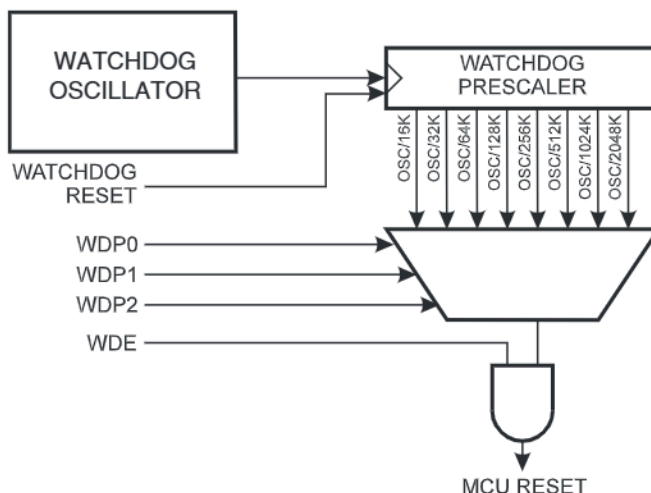 WATCHDOG
OSCILLATOR
WATCHDOG
PRESCALER
OSC/16K
OSC/32K
OSC/64K
OSC/128K
OSC/256K
OSC/512K
OSC/1024K
OSC/2048K
WATCHDOG
RESET
WDP0
WDP1
WDP2
WDE
MCU RESET